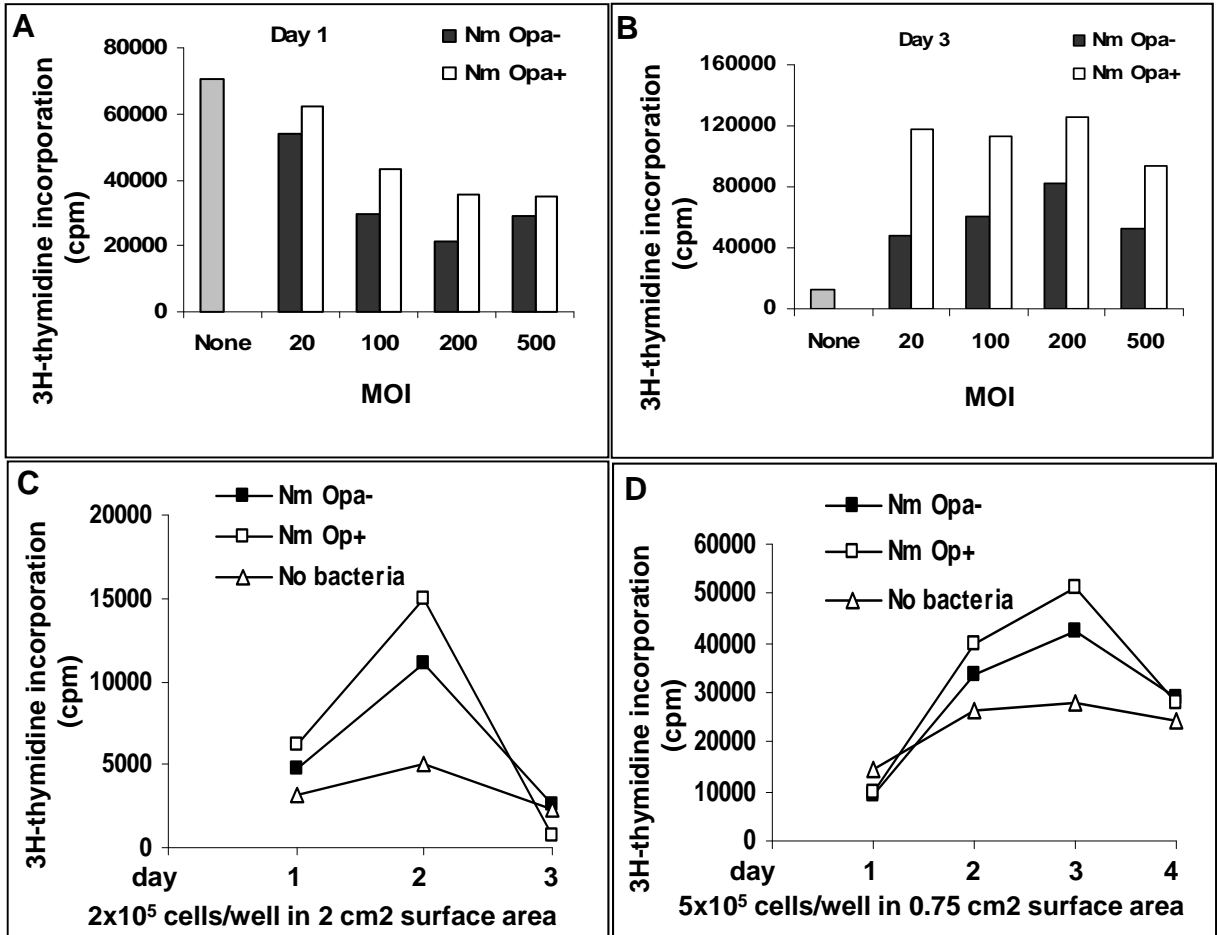 A
Day 1
Nm Opa-
Nm Opa+
3H-thymidine incorporation
(cpm)
80000
60000
40000
20000
0
None 20 100 200 500
MOI
B
Day 3
Nm Opa-
Nm Opa+
3H-thymidine incorporation
(cpm)
160000
120000
80000
40000
0
None 20 100 200 500
MOI
C
Nm Opa-
Nm Op+
No bacteria
3H-thymidine incorporation
(cpm)
20000
15000
10000
5000
0
day 1 2 3
2x10⁵ cells/well in 2 cm2 surface area
D
Nm Opa-
Nm Op+
No bacteria
3H-thymidine incorporation
(cpm)
60000
50000
40000
30000
20000
10000
0
day 1 2 3 4
5x10⁵ cells/well in 0.75 cm2 surface area